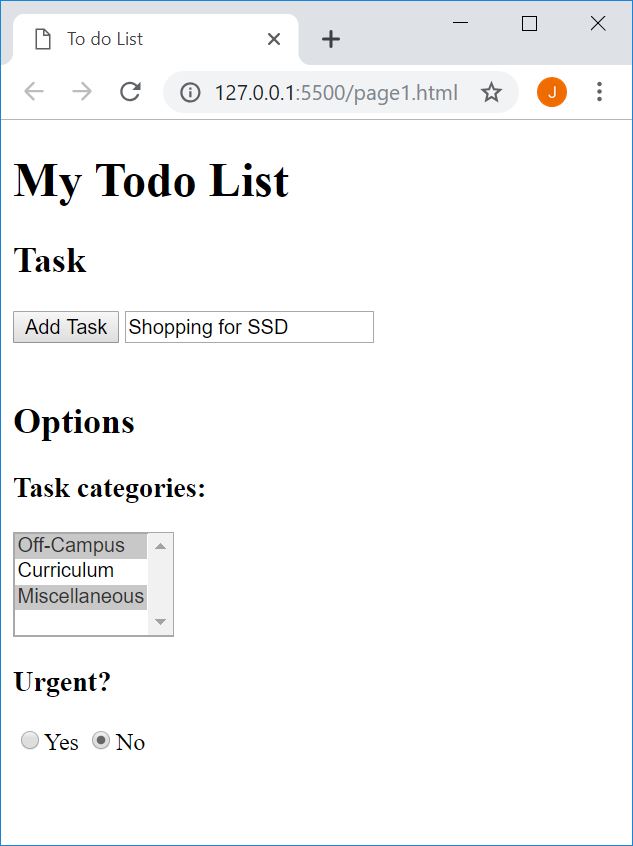 To do List
127.0.0.1:5500/page1.html
J
My Todo List
Task
Add Task Shopping for SSD
Options
Task categories:
Off-Campus
Curriculum
Miscellaneous
Urgent?
Yes No